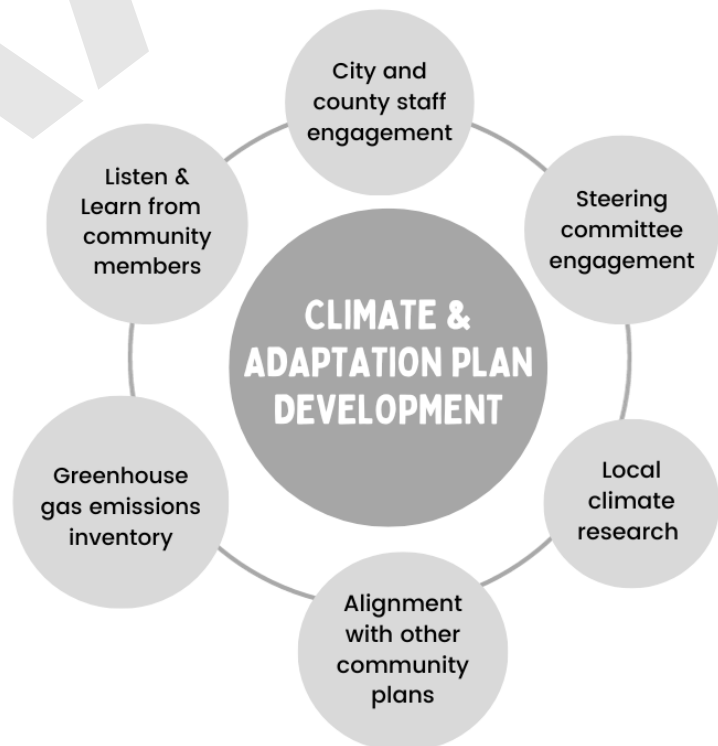 City and
county staff
engagement
Steering
committee
engagement
Local
climate
research
Alignment
with other
community
plans
Greenhouse
gas emissions
inventory
Listen &
Learn from
community
members
CLIMATE &
ADAPTATION PLAN
DEVELOPMENT